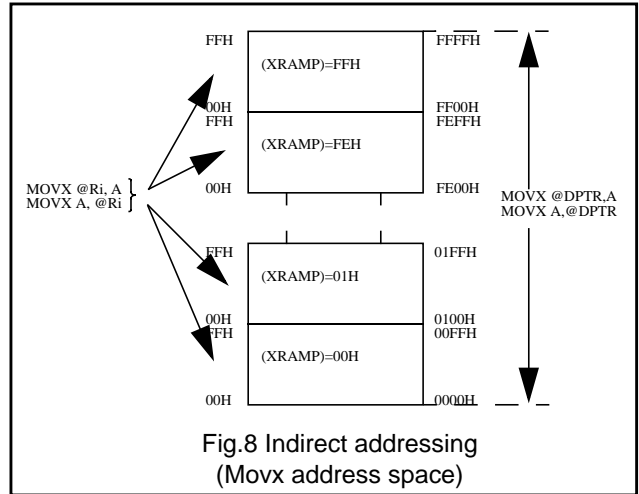 FFH FFFFH
(XRAMP)=FFH
00H FF00H
FFH FEFFH
(XRAMP)=FEH
MOVX @Ri, A
MOVX A, @Ri
00H FE00H
MOVX @DPTR,A
MOVX A,@DPTR
FFH 01FFH
(XRAMP)=01H
00H 0100H
FFH 00FFH
(XRAMP)=00H
00H 0000H
Fig.8 Indirect addressing
(Movx address space)